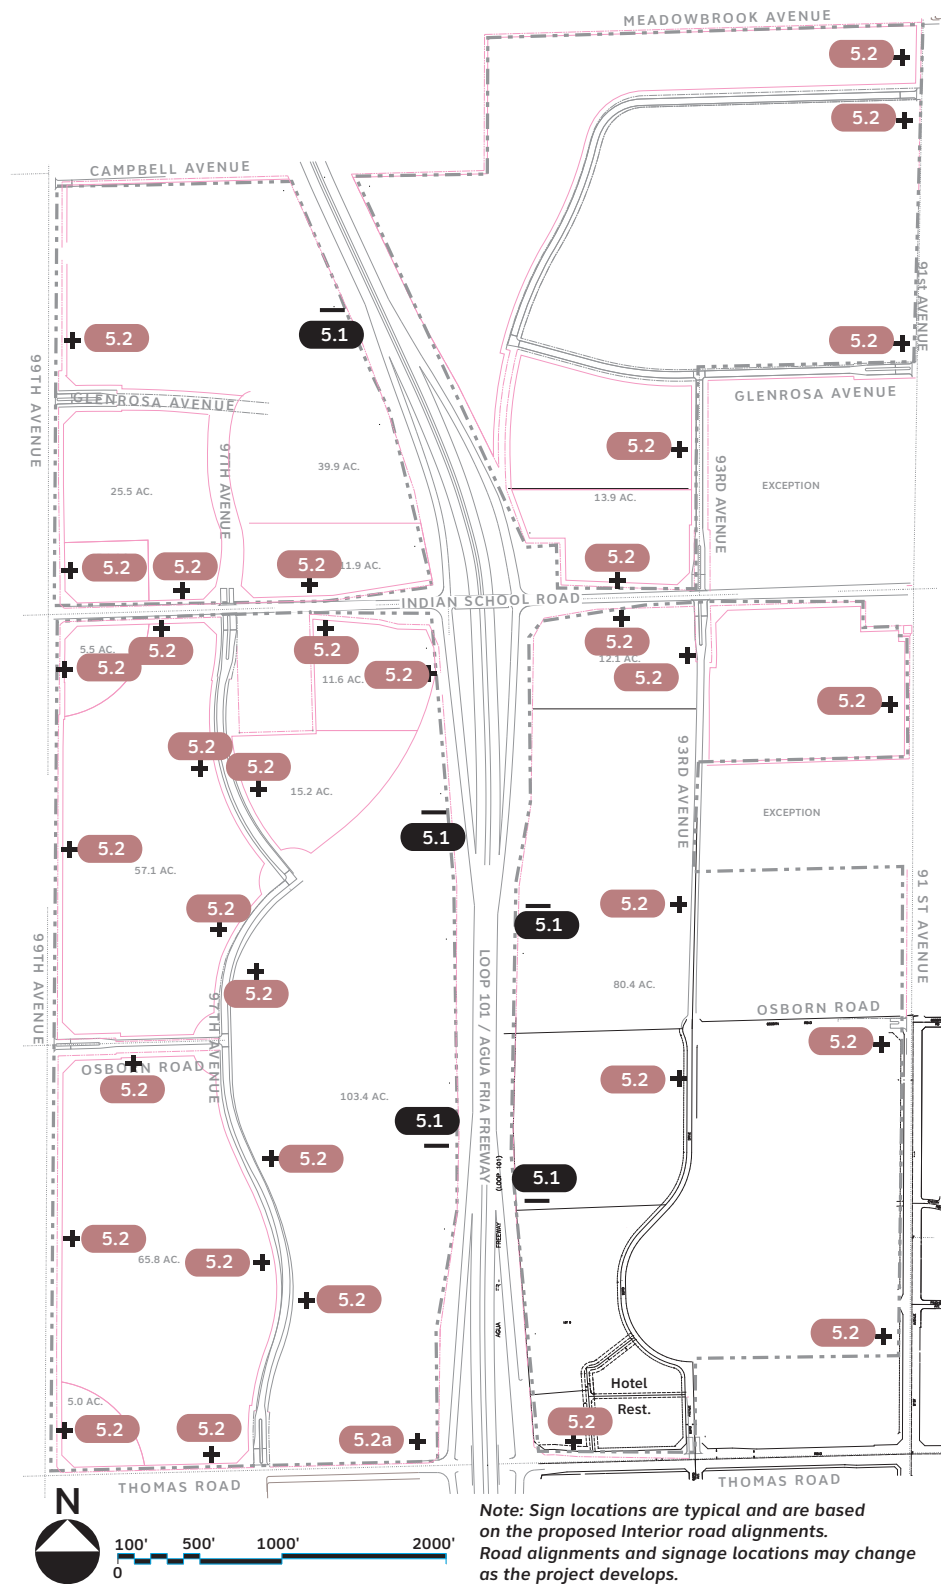 MEADOWBROOK AVENUE
5.2
5.2
CAMPBELL AVENUE
91st AVENUE
5.1
5.2
5.2
99TH AVENUE
GLENROSA AVENUE
GLENROSA AVENUE
97TH AVENUE
5.2
93RD AVENUE
39.9 AC.
25.5 AC.
13.9 AC.
EXCEPTION
5.2
5.2
5.2
11.9 AC.
5.2
INDIAN SCHOOL ROAD
5.5 AC.
5.2
5.2
5.2
11.6 AC.
5.2
5.2
12.1 AC.
5.2
5.2
5.2
5.2
15.2 AC.
93RD AVENUE
EXCEPTION
5.1
5.2
57.1 AC.
5.2
5.2
5.1
91 ST AVENUE
99TH AVENUE
LOOP 101 / AGUA FRIA FREEWAY
5.2
97TH AVENUE
80.4 AC.
OSBORN ROAD
5.2
OSBORN ROAD
5.2
5.2
103.4 AC.
5.1
5.2
(LOOP 101)
5.1
FREEWAY
5.2
65.8 AC.
5.2
5.2
AGUA
5.2
Hotel
Rest.
5.0 AC.
5.2
5.2
5.2a
5.2
THOMAS ROAD
THOMAS ROAD
N
100' 500' 1000' 2000'
0
Note: Sign locations are typical and are based
on the proposed Interior road alignments.
Road alignments and signage locations may change
as the project develops.